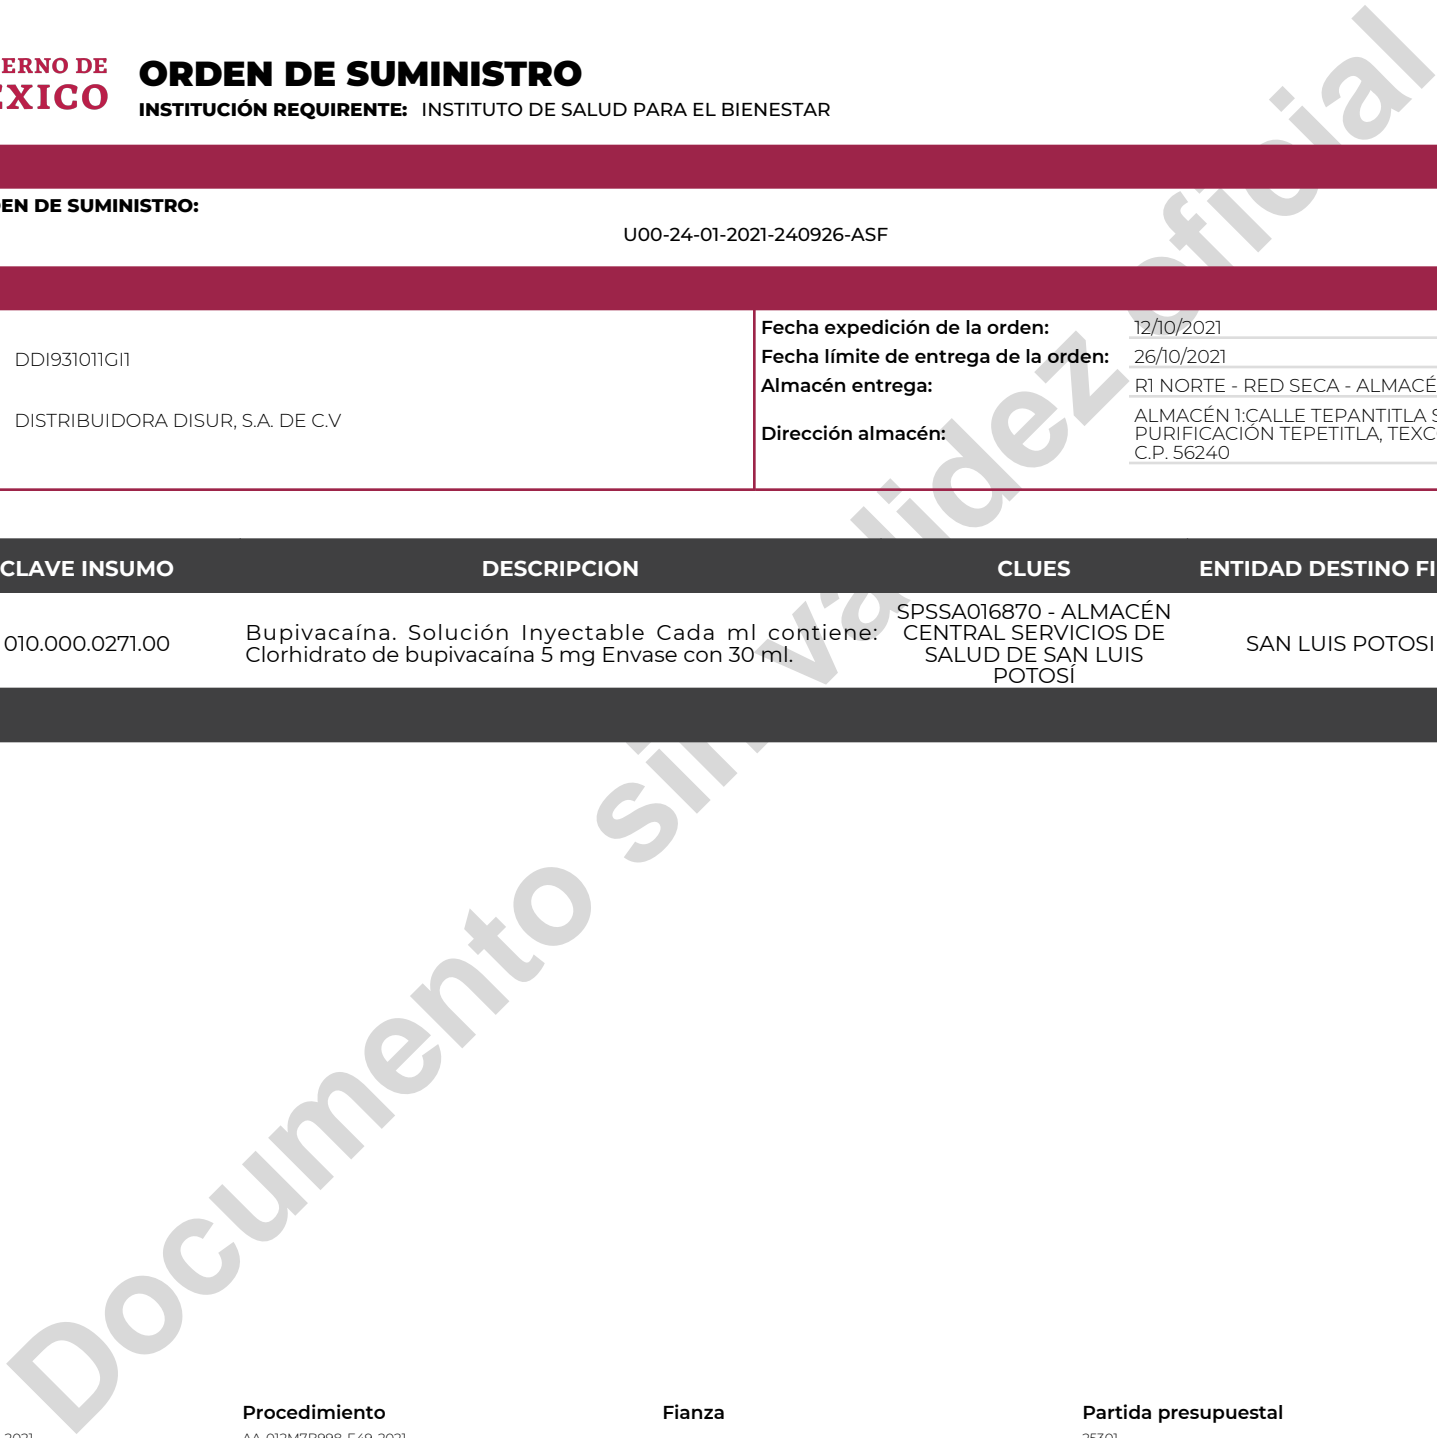 ERNO DE
ÉXICO
ORDEN DE SUMINISTRO
INSTITUCIÓN REQUIRENTE: INSTITUTO DE SALUD PARA EL BIENESTAR
EN DE SUMINISTRO:
U00-24-01-2021-240926-ASF
DDI931011GI1
DISTRIBUIDORA DISUR, S.A. DE C.V
Fecha expedición de la orden: 12/10/2021
Fecha límite de entrega de la orden: 26/10/2021
Almacén entrega: R1 NORTE - RED SECA - ALMACÉ
Dirección almacén:
ALMACÉN 1:CALLE TEPANTITLA S
PURIFICACIÓN TEPETITLA, TEXC
C.P. 56240
CLAVE INSUMO DESCRIPCION CLUES ENTIDAD DESTINO FI
010.000.0271.00
Bupivacaína. Solución Inyectable Cada ml contiene:
Clorhidrato de bupivacaína 5 mg Envase con 30 ml.
SPSSA016870 - ALMACÉN
CENTRAL SERVICIOS DE
SALUD DE SAN LUIS
POTOSÍ
SAN LUIS POTOSI
Documento sin validez oficial
Procedimiento Fianza Partida presupuestal